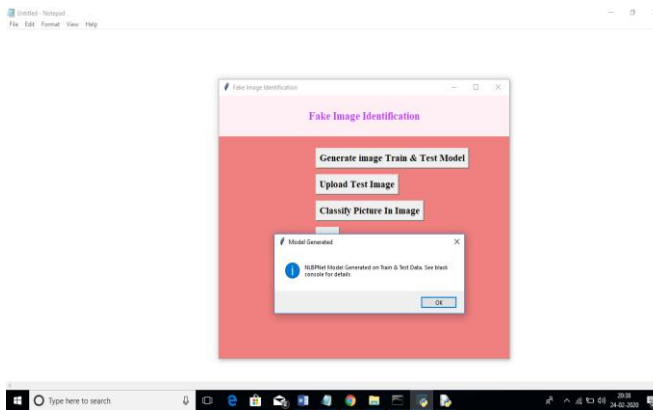 Untitled - Notepad
File Edit Format View Help
Fake Image Identification
Fake Image Identification
Generate image Train & Test Model
Upload Test Image
Classify Picture In Image
Model Generated
NLBPNet Model Generated on Train & Test Data. See black
console for details
OK
Type here to search
20:38
24-02-2020